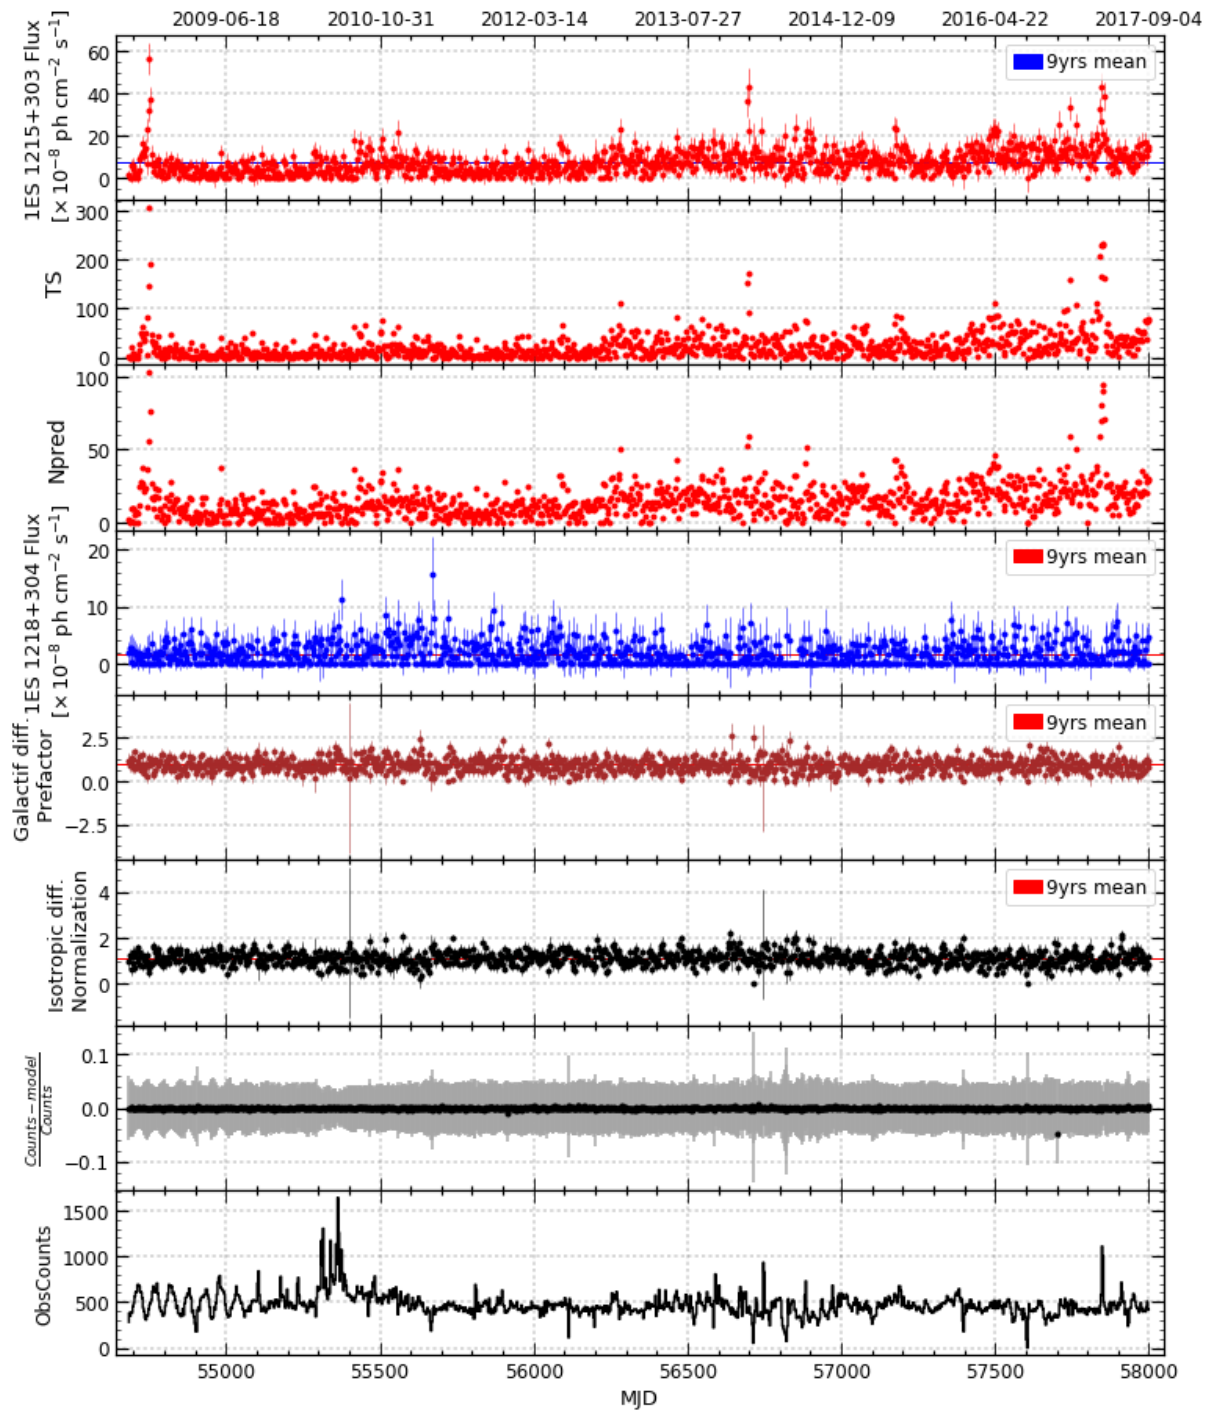 2009-06-18 2010-10-31 2012-03-14 2013-07-27 2014-12-09 2016-04-22 2017-09-04
1ES 1215+303 Flux
[× 10⁻⁸ ph cm⁻² s⁻¹]
60
40
20
0
9yrs mean
TS
300
200
100
0
Npred
100
50
0
1ES 1218+304 Flux
[× 10⁻⁸ ph cm⁻² s⁻¹]
20
10
0
9yrs mean
Galactif diff.
Prefactor
2.5
0.0
−2.5
9yrs mean
Isotropic diff.
Normalization
4
2
0
9yrs mean
Counts−model
Counts
0.1
0.0
−0.1
ObsCounts
1500
1000
500
0
55000 55500 56000 56500 57000 57500 58000
MJD